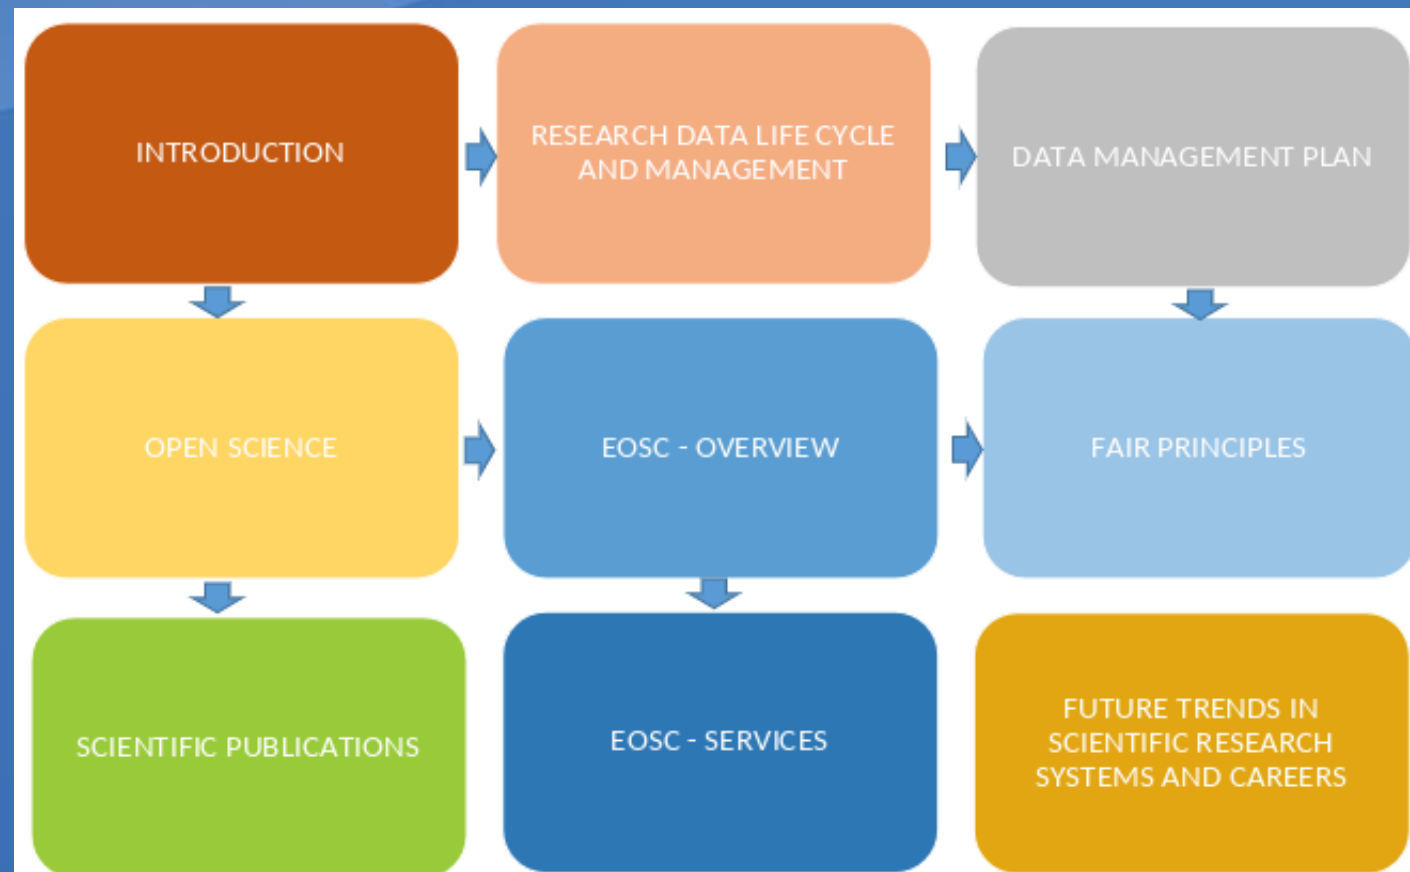 INTRODUCTION
RESEARCH DATA LIFE CYCLE
AND MANAGEMENT
DATA MANAGEMENT PLAN
OPEN SCIENCE
EOSC - OVERVIEW
FAIR PRINCIPLES
SCIENTIFIC PUBLICATIONS
EOSC - SERVICES
FUTURE TRENDS IN
SCIENTIFIC RESEARCH
SYSTEMS AND CAREERS